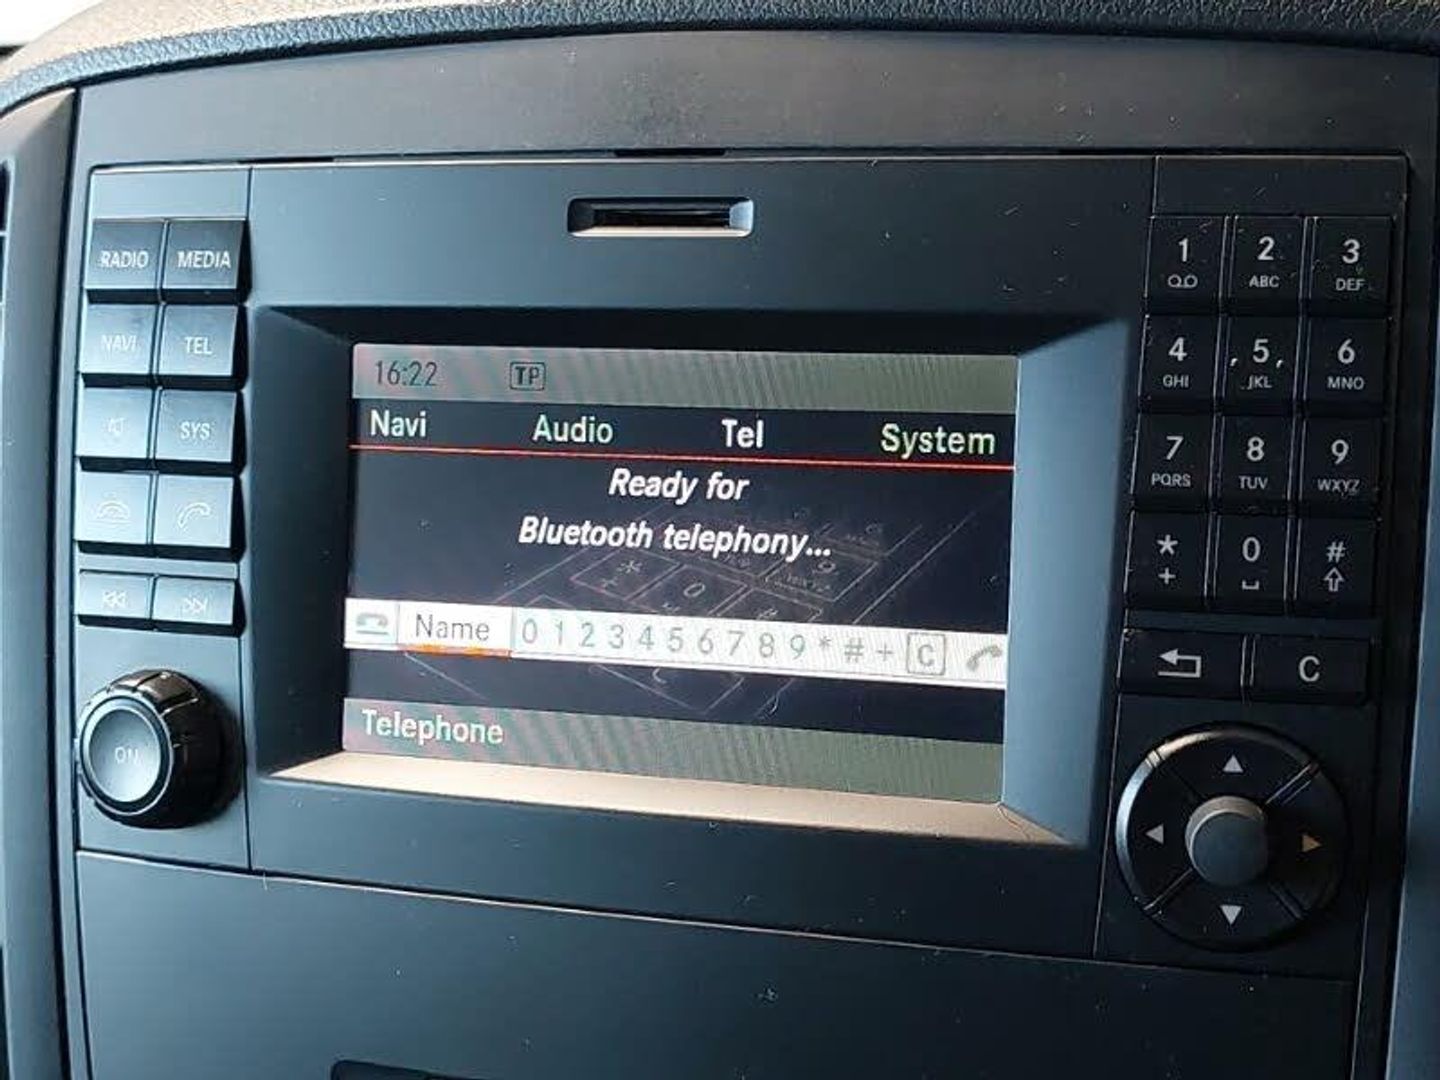 RADIO MEDIA
NAVI TEL
SYS
ON
16:22 TP
Navi Audio Tel System
Ready for
Bluetooth telephony...
Name 0 1 2 3 4 5 6 7 8 9 * # + C
Telephone
1 2 3
ABC DEF
4 , 5 , 6
GHI JKL MNO
7 8 9
PQRS TUV WXYZ
* 0 #
+
C